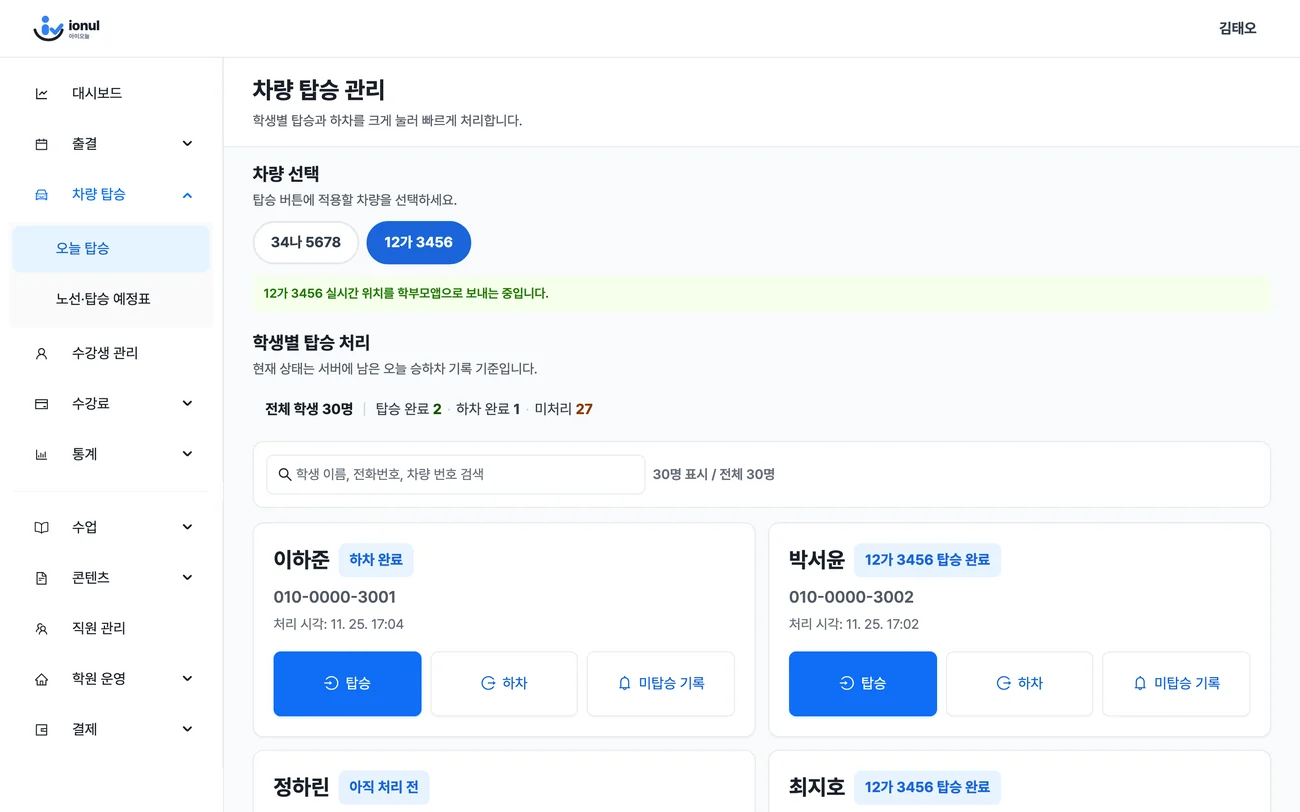 ionul
아이오늘
김태오
대시보드
출결
차량 탑승
오늘 탑승
노선·탑승 예정표
수강생 관리
수강료
통계
수업
콘텐츠
직원 관리
학원 운영
결제
차량 탑승 관리
학생별 탑승과 하차를 크게 눌러 빠르게 처리합니다.
차량 선택
탑승 버튼에 적용할 차량을 선택하세요.
34나 5678
12가 3456
12가 3456 실시간 위치를 학부모앱으로 보내는 중입니다.
학생별 탑승 처리
현재 상태는 서버에 남은 오늘 승하차 기록 기준입니다.
전체 학생 30명 | 탑승 완료 2 · 하차 완료 1 · 미처리 27
학생 이름, 전화번호, 차량 번호 검색
30명 표시 / 전체 30명
이하준 하차 완료
010-0000-3001
처리 시각: 11. 25. 17:04
탑승 하차 미탑승 기록
박서윤 12가 3456 탑승 완료
010-0000-3002
처리 시각: 11. 25. 17:02
탑승 하차 미탑승 기록
정하린 아직 처리 전
최지호 12가 3456 탑승 완료